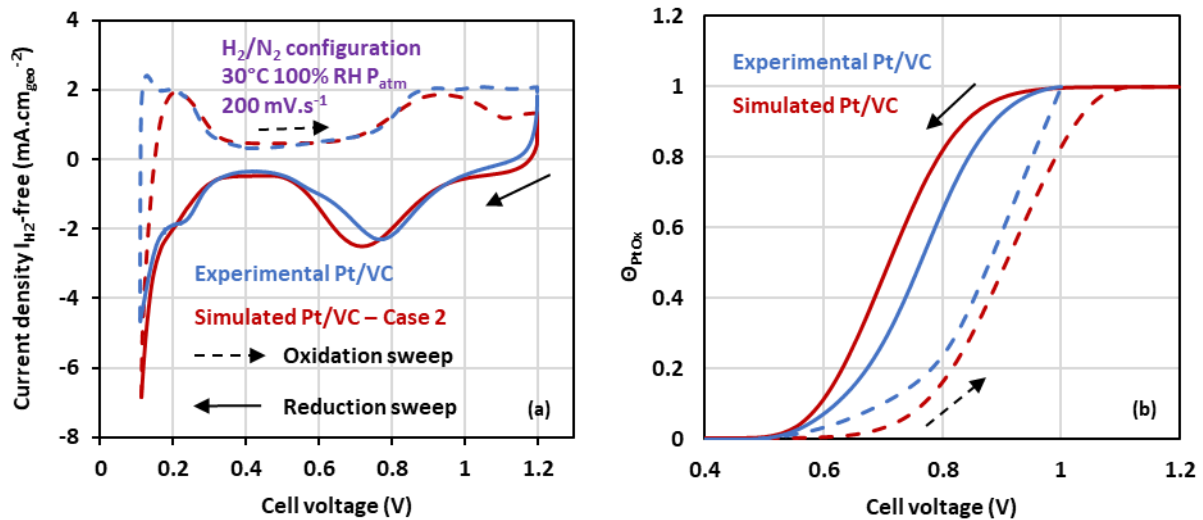 Current density I_H2-free (mA.cm_geo^-2)
4
2
0
-2
-4
-6
-8
H₂/N₂ configuration
30°C 100% RH P_atm
200 mV.s⁻¹
Experimental Pt/VC
Simulated Pt/VC – Case 2
Oxidation sweep
Reduction sweep
(a)
0
0.2
0.4
0.6
0.8
1
1.2
Cell voltage (V)
Θ_PtOx
1.2
1
0.8
0.6
0.4
0.2
0
Experimental Pt/VC
Simulated Pt/VC
(b)
0.4
0.6
0.8
1
1.2
Cell voltage (V)